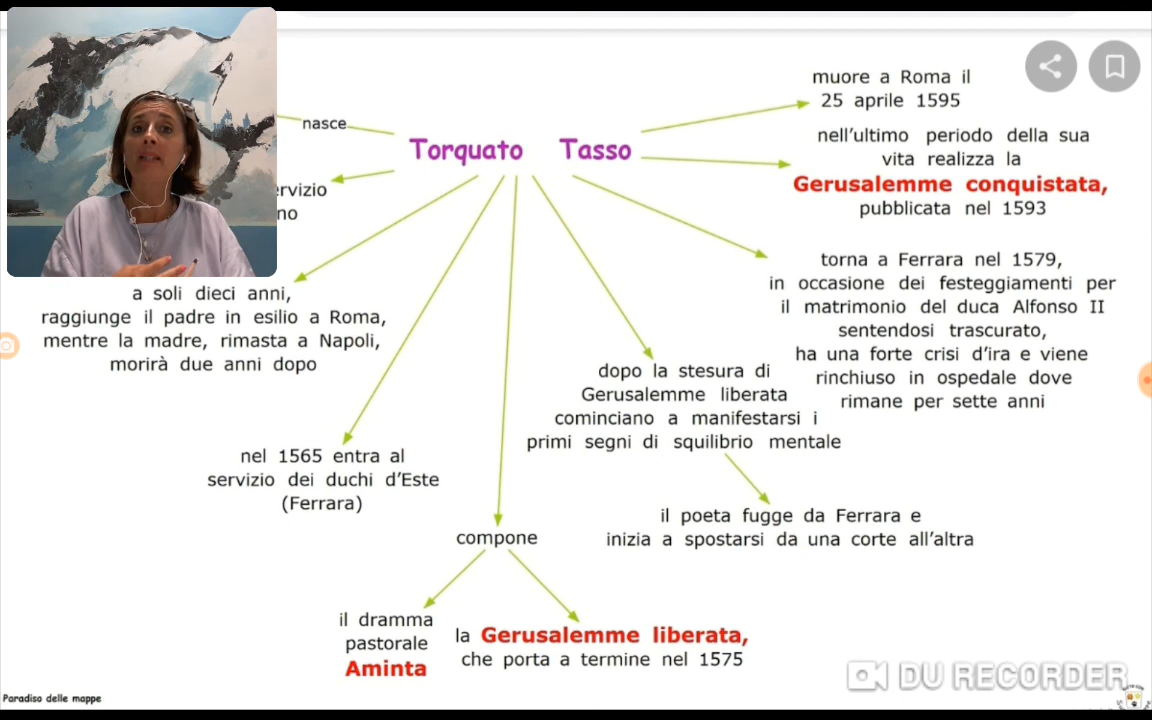 nasce
Torquato Tasso
muore a Roma il
25 aprile 1595
nell'ultimo periodo della sua
vita realizza la
Gerusalemme conquistata,
pubblicata nel 1593
torna a Ferrara nel 1579,
in occasione dei festeggiamenti per
il matrimonio del duca Alfonso II
sentendosi trascurato,
ha una forte crisi d'ira e viene
rinchiuso in ospedale dove
rimane per sette anni
a soli dieci anni,
raggiunge il padre in esilio a Roma,
mentre la madre, rimasta a Napoli,
morirà due anni dopo
nel 1565 entra al
servizio dei duchi d'Este
(Ferrara)
dopo la stesura di
Gerusalemme liberata
cominciano a manifestarsi i
primi segni di squilibrio mentale
il poeta fugge da Ferrara e
inizia a spostarsi da una corte all'altra
compone
il dramma
pastorale
Aminta
la Gerusalemme liberata,
che porta a termine nel 1575
DU RECORDER
Paradiso delle mappe